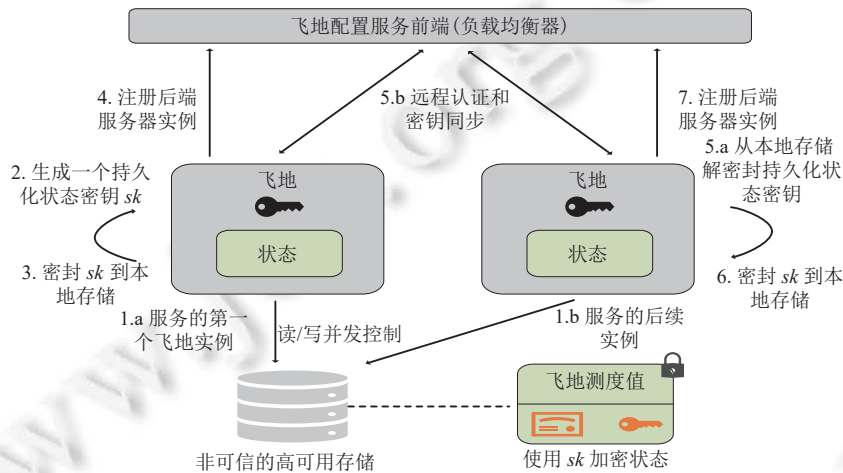 飞地配置服务前端(负载均衡器)
4. 注册后端
服务器实例
5.b 远程认证和
密钥同步
7. 注册后端
服务器实例
2. 生成一个持久
化状态密钥 sk
飞地
状态
飞地
状态
5.a 从本地存储
解密封持久化状
态密钥
3. 密封 sk 到本
地存储
6. 密封 sk 到本
地存储
1.a 服务的第一
个飞地实例
读/写并发控制
1.b 服务的后续
实例
飞地测度值
非可信的高可用存储
使用 sk 加密状态